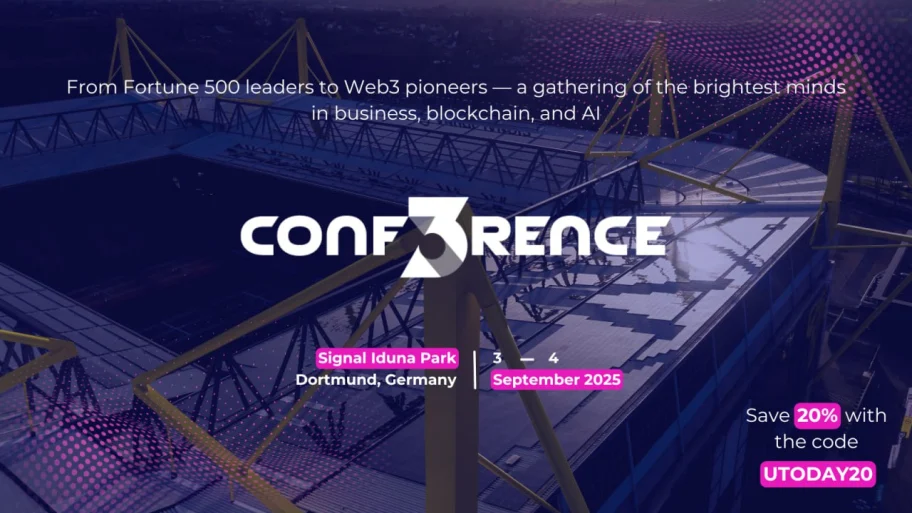 From Fortune 500 leaders to Web3 pioneers — a gathering of the brightest minds
in business, blockchain, and AI
CONF3RENCE
Signal Iduna Park
Dortmund, Germany
3 — 4
September 2025
Save 20% with
the code
UTODAY20